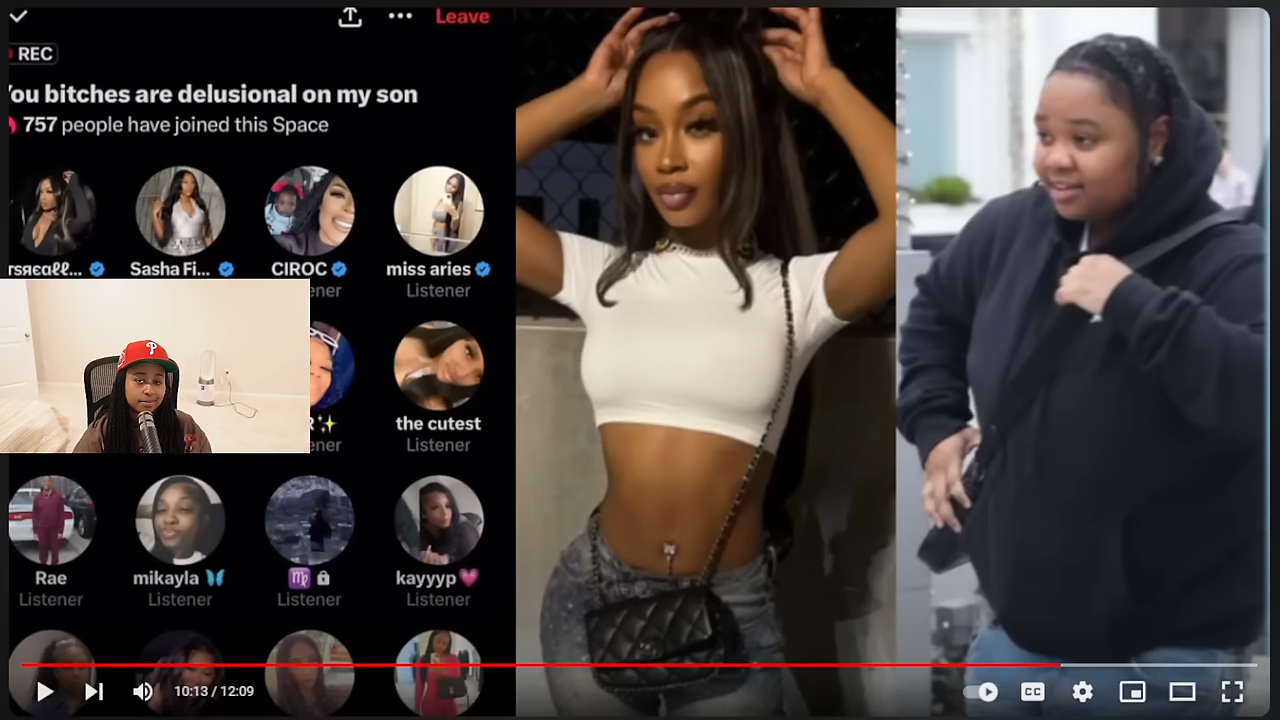 Leave
REC
You bitches are delusional on my son
757 people have joined this Space
Sasha Fi...
CIROC
miss aries
Listener
P
the cutest
Listener
Rae
mikayla
kayyyp
Listener
Listener
Listener
Listener
10:13 / 12:09
CC